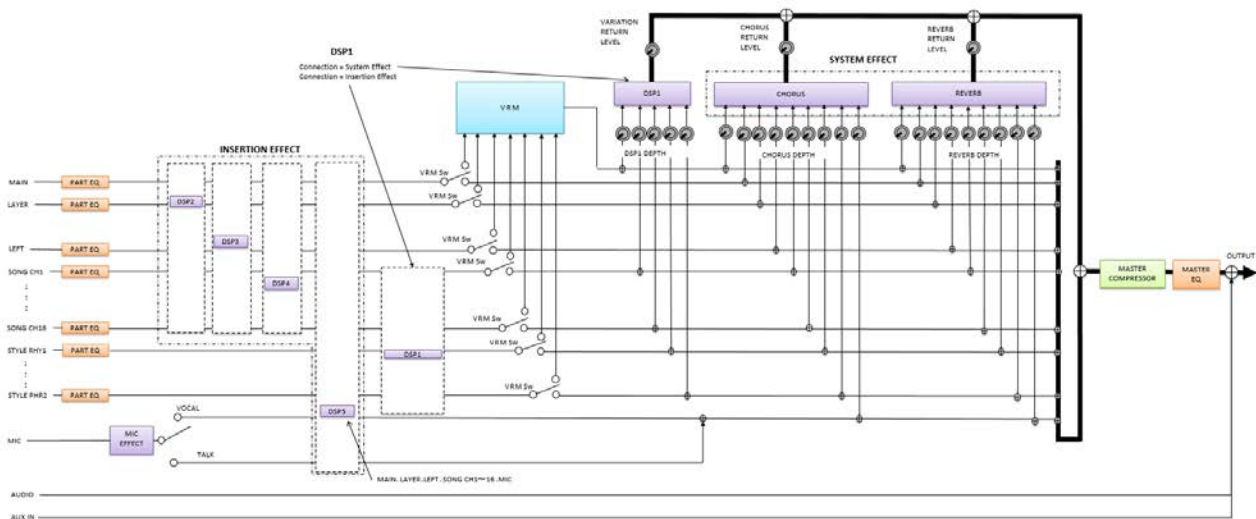 VARIATION
RETURN
LEVEL
CHORUS
RETURN
LEVEL
REVERB
RETURN
LEVEL
DSP1
Connection = System Effect
Connection = Insertion Effect
SYSTEM EFFECT
VRM
DSP1
CHORUS
REVERB
DSP1 DEPTH
CHORUS DEPTH
REVERB DEPTH
INSERTION EFFECT
MAIN
PART EQ
DSP2
VRM Sw
LAYER
PART EQ
VRM Sw
LEFT
PART EQ
DSP3
VRM Sw
SONG CH1
PART EQ
DSP4
VRM Sw
SONG CH16
PART EQ
VRM Sw
STYLE RHY1
PART EQ
DSP1
VRM Sw
STYLE PHR2
PART EQ
VRM Sw
VOCAL
DSP5
MIC
MIC
EFFECT
TALK
MAIN, LAYER, LEFT, SONG CH1~16, MIC
MASTER
COMPRESSOR
MASTER
EQ
OUTPUT
AUDIO
AUX IN